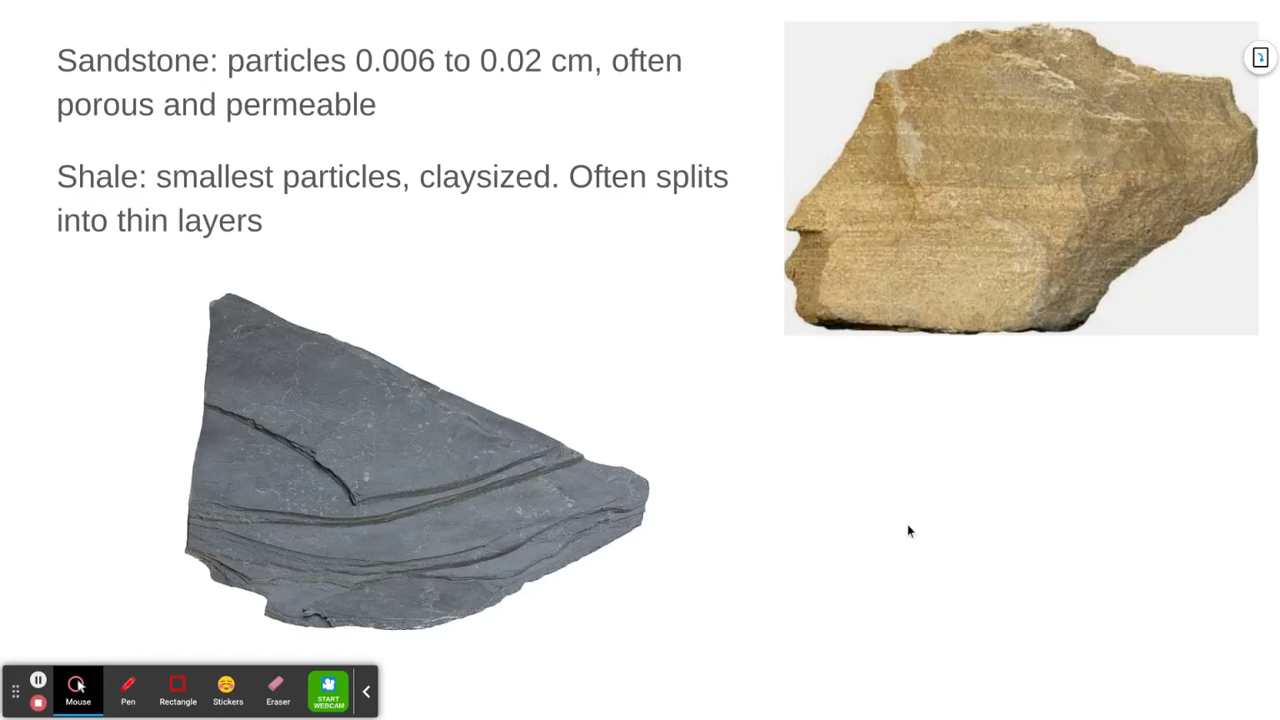 Sandstone: particles 0.006 to 0.02 cm, often
porous and permeable
Shale: smallest particles, claysized. Often splits
into thin layers
Mouse
Pen
Rectangle
Stickers
Eraser
START
WEBCAM